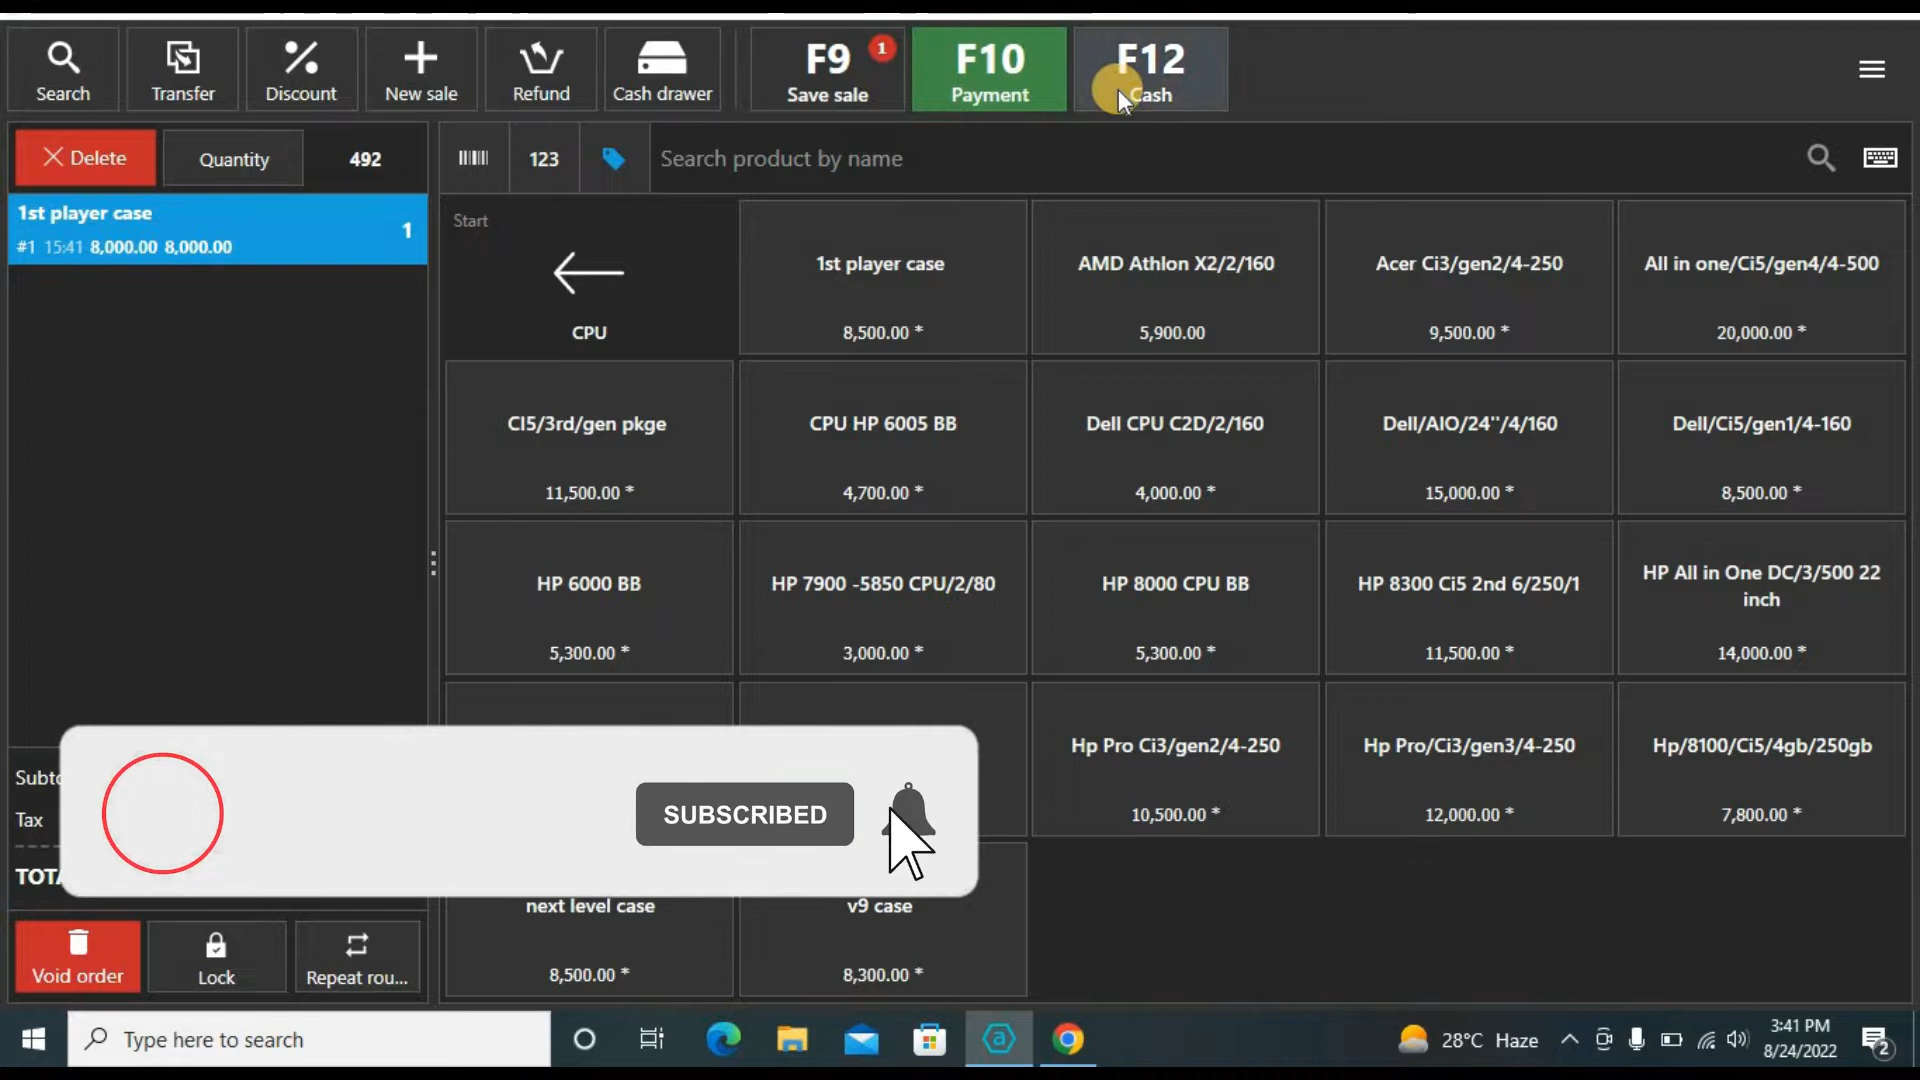 Search
Transfer
Discount
New sale
Refund
Cash drawer
F9
1
Save sale
F10
Payment
F12
Cash
Delete
Quantity
492
123
Search product by name
1st player case
1
#1 15:41 8,000.00 8,000.00
Start
CPU
1st player case
8,500.00 *
AMD Athlon X2/2/160
5,900.00
Acer Ci3/gen2/4-250
9,500.00 *
All in one/Ci5/gen4/4-500
20,000.00 *
CI5/3rd/gen pkge
11,500.00 *
CPU HP 6005 BB
4,700.00 *
Dell CPU C2D/2/160
4,000.00 *
Dell/AIO/24''/4/160
15,000.00 *
Dell/Ci5/gen1/4-160
8,500.00 *
HP 6000 BB
5,300.00 *
HP 7900 -5850 CPU/2/80
3,000.00 *
HP 8000 CPU BB
5,300.00 *
HP 8300 Ci5 2nd 6/250/1
11,500.00 *
HP All in One DC/3/500 22
inch
14,000.00 *
Hp Pro Ci3/gen2/4-250
10,500.00 *
Hp Pro/Ci3/gen3/4-250
12,000.00 *
Hp/8100/Ci5/4gb/250gb
7,800.00 *
Tax
SUBSCRIBED
next level case
8,500.00 *
v9 case
8,300.00 *
Void order
Lock
Repeat rou...
Type here to search
28°C Haze
3:41 PM
8/24/2022
2